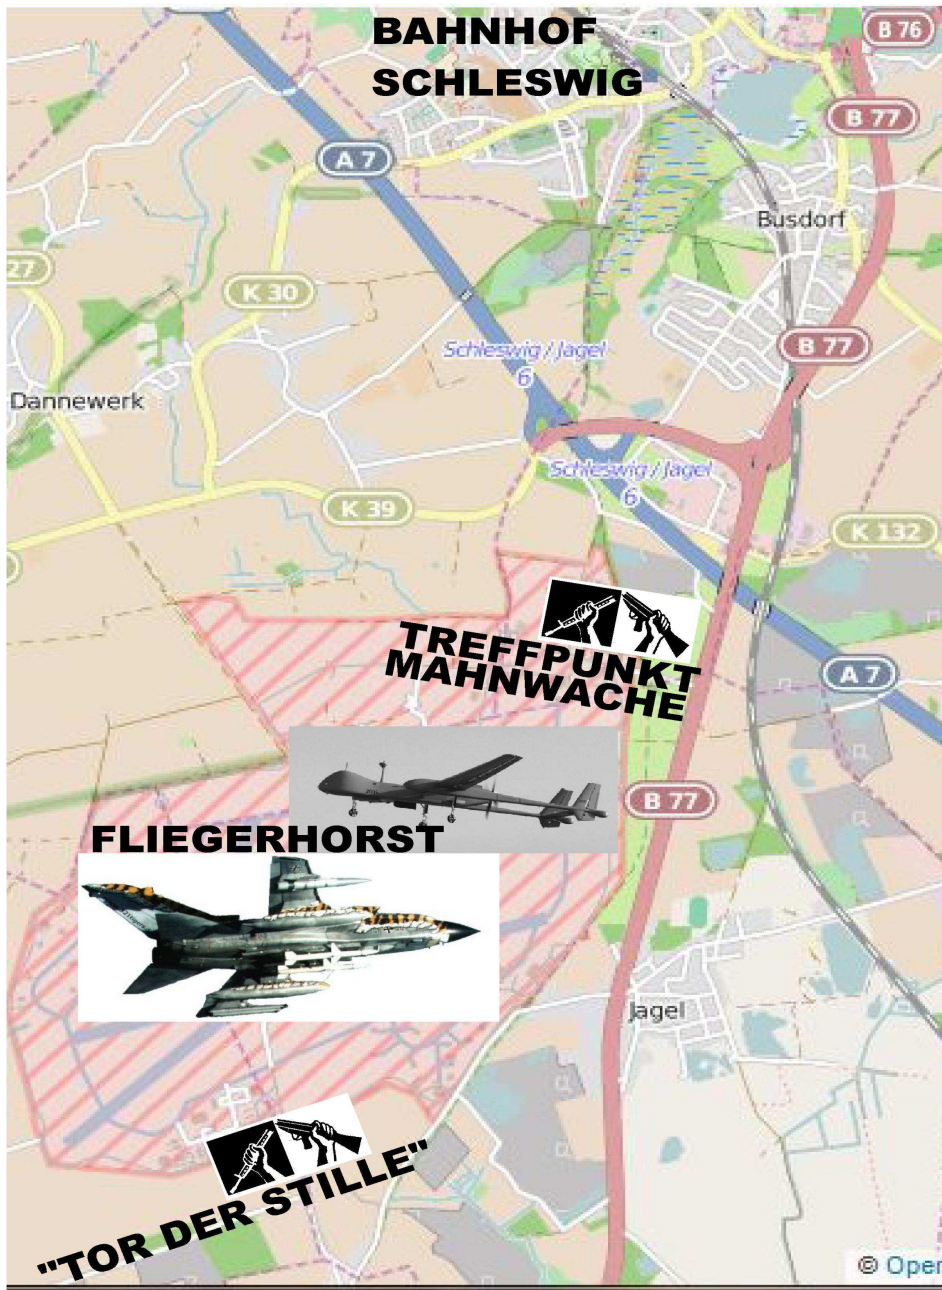 BAHNHOF
SCHLESWIG
B 76
B 77
A 7
Busdorf
27
K 30
B 77
Schleswig / Jagel
6
Dannewerk
Schleswig / Jagel
6
K 39
K 132
TREFFPUNKT
MAHNWACHE
A 7
B 77
FLIEGERHORST
Jagel
"TOR DER STILLE"
© Oper